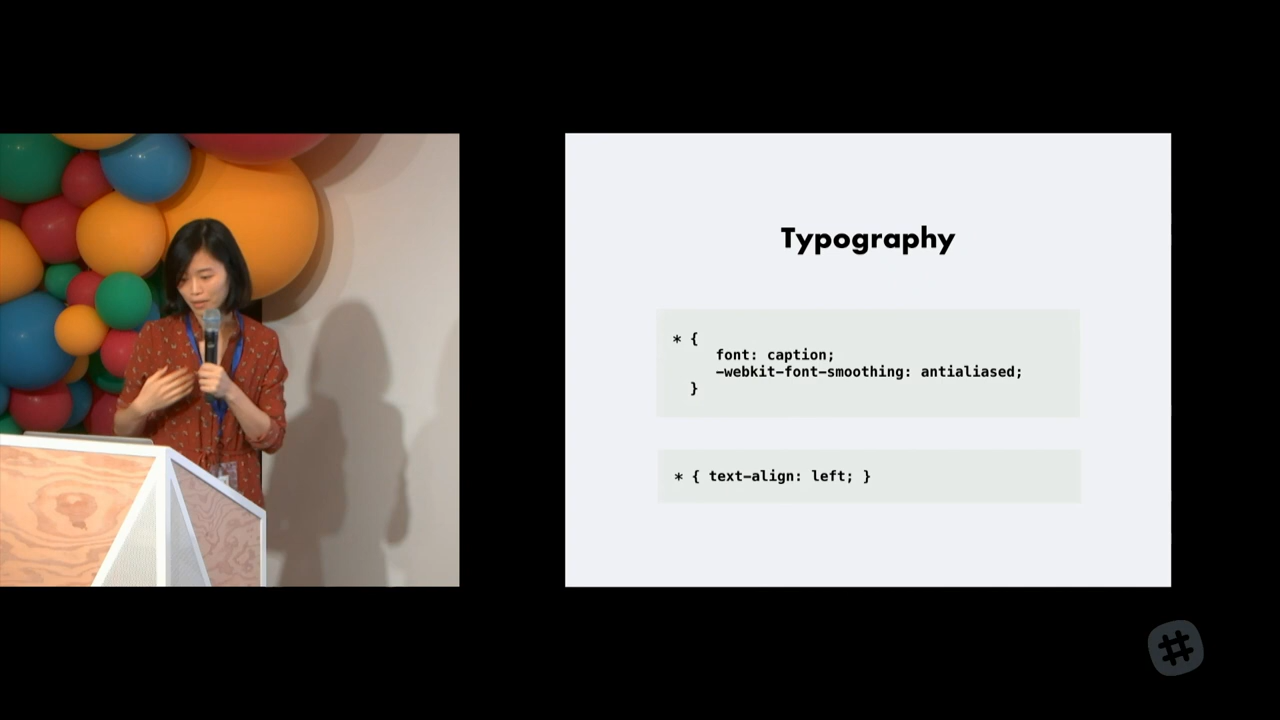 Typography
* {
font: caption;
-webkit-font-smoothing: antialiased;
}
* { text-align: left; }